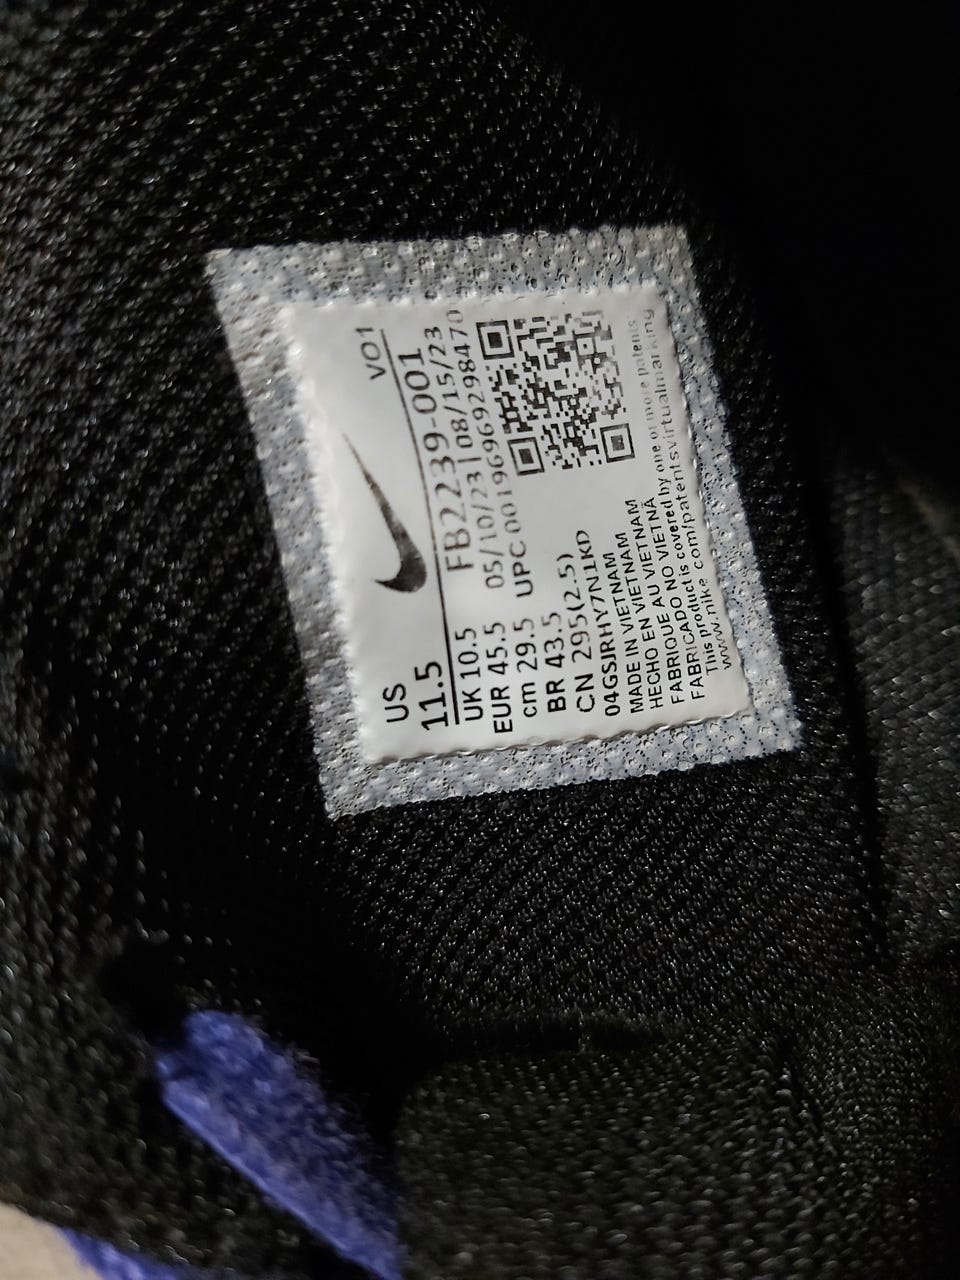 US
11.5
VO1
FB2239-001
UK 10.5
EUR 45.5
05/10/23|08/15/23
cm 29.5
UPC.00196969298470
BR 43.5
CN 295(2.5)
04GSIRHY7N1KD
MADE IN VIETNAM
HECHO EN VIETNAM
FABRIQUE AU VIETNAM
FABRICADO NO VIETNÃ
This product is covered by one or more patents
www.nike.com/patentsvirtualmarking